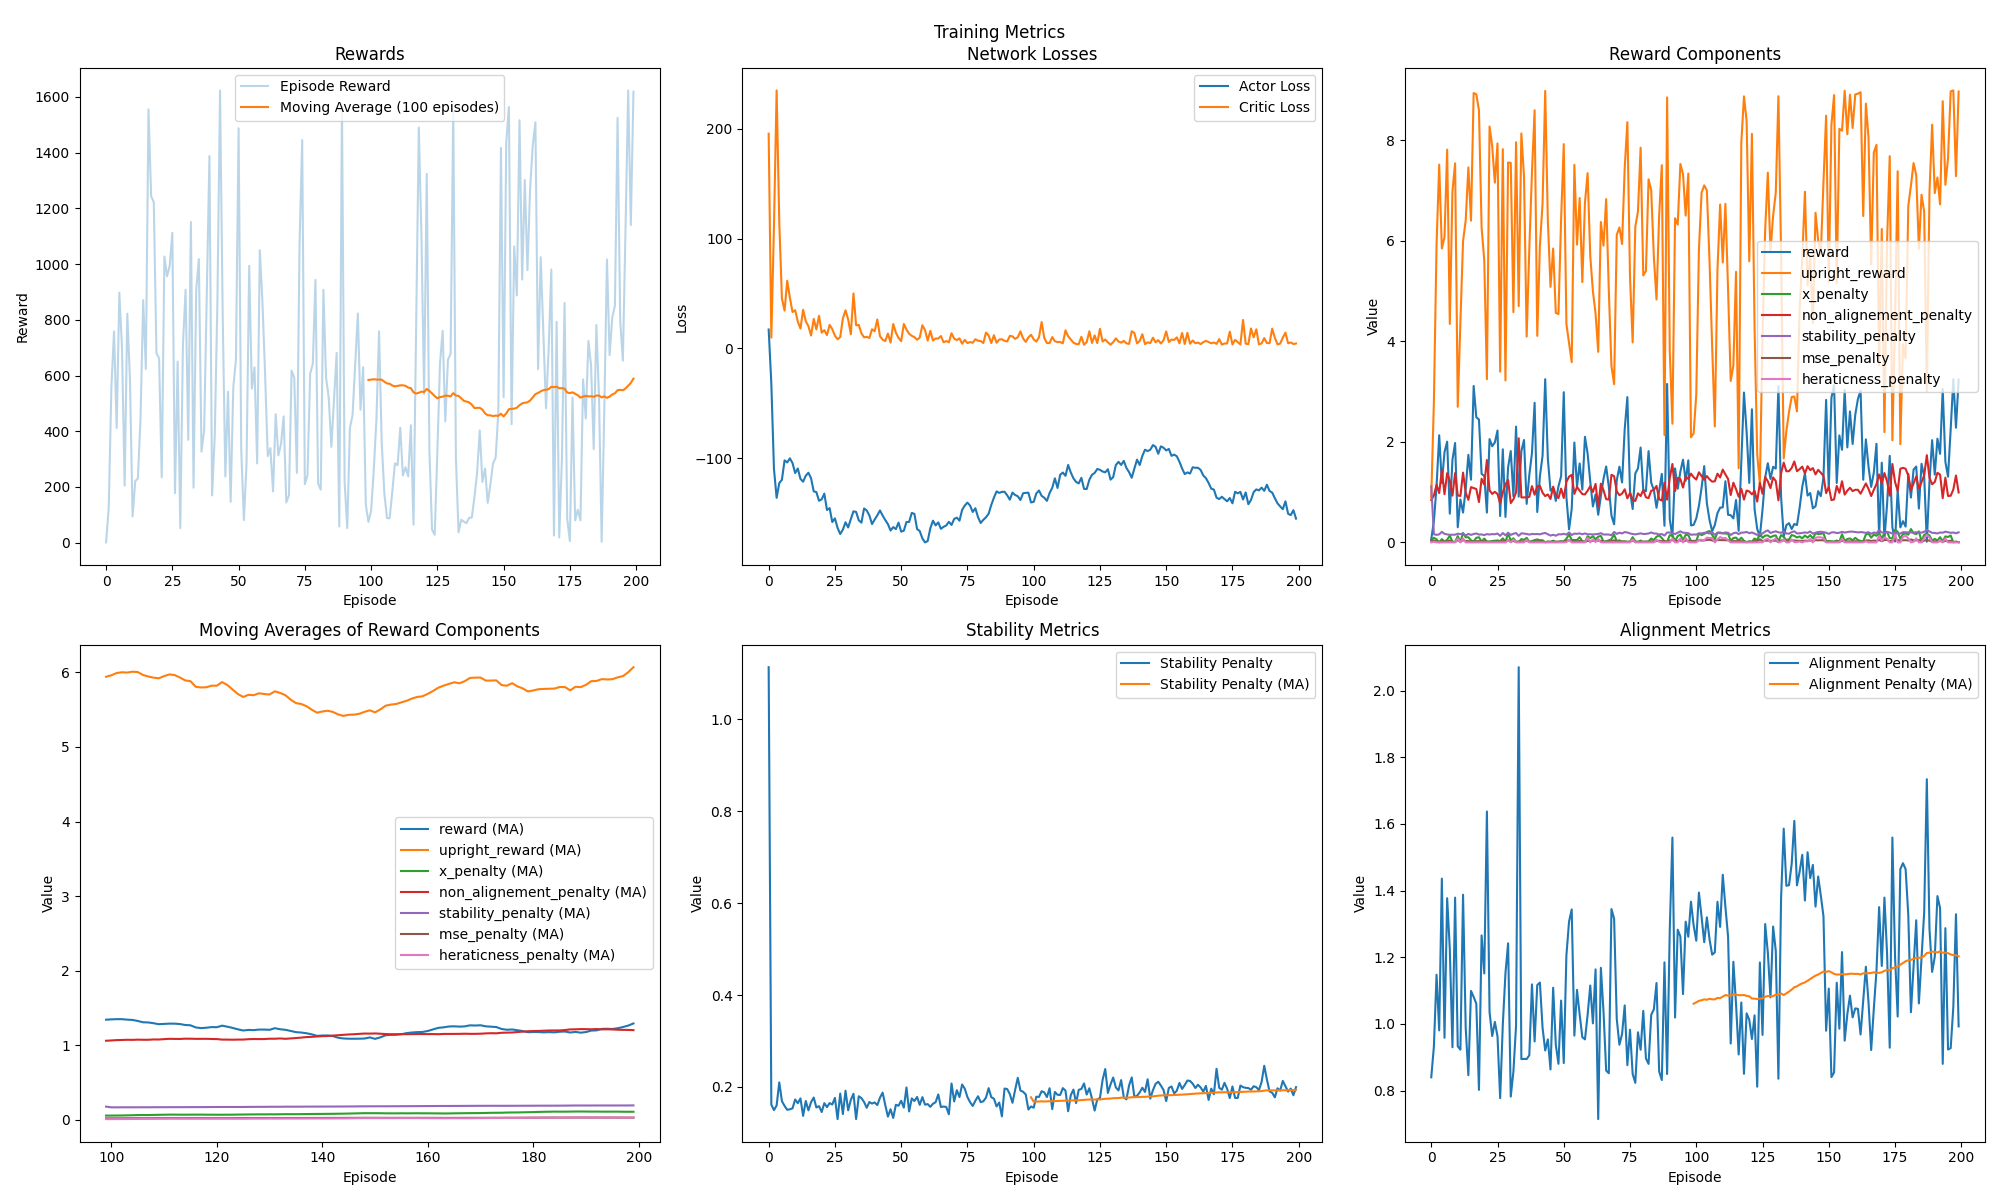 Training Metrics
Rewards
Episode Reward
Moving Average (100 episodes)
Reward
1600
1400
1200
1000
800
600
400
200
0
0 25 50 75 100 125 150 175 200
Episode
Network Losses
Actor Loss
Critic Loss
Loss
200
100
0
−100
0 25 50 75 100 125 150 175 200
Episode
Reward Components
reward
upright_reward
x_penalty
non_alignement_penalty
stability_penalty
mse_penalty
heraticness_penalty
Value
8
6
4
2
0
0 25 50 75 100 125 150 175 200
Episode
Moving Averages of Reward Components
reward (MA)
upright_reward (MA)
x_penalty (MA)
non_alignement_penalty (MA)
stability_penalty (MA)
mse_penalty (MA)
heraticness_penalty (MA)
Value
6
5
4
3
2
1
0
100 120 140 160 180 200
Episode
Stability Metrics
Stability Penalty
Stability Penalty (MA)
Value
1.0
0.8
0.6
0.4
0.2
0 25 50 75 100 125 150 175 200
Episode
Alignment Metrics
Alignment Penalty
Alignment Penalty (MA)
Value
2.0
1.8
1.6
1.4
1.2
1.0
0.8
0 25 50 75 100 125 150 175 200
Episode